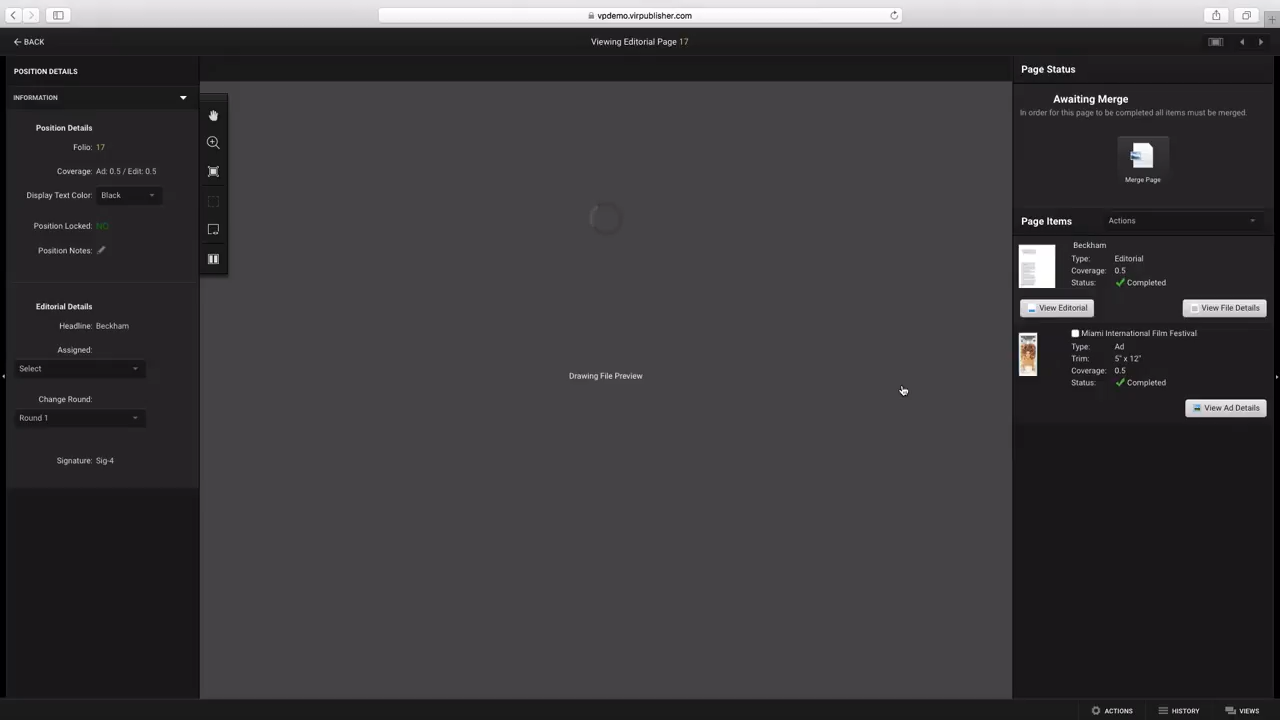 vpdemo.virpublisher.com
BACK
Viewing Editorial Page 17
POSITION DETAILS
INFORMATION
Position Details
Folio: 17
Coverage: Ad: 0.5 / Edit: 0.5
Display Text Color: Black
Position Locked: NO
Position Notes:
Editorial Details
Headline: Beckham
Assigned:
Select
Change Round:
Round 1
Signature: Sig-4
Drawing File Preview
Page Status
Awaiting Merge
In order for this page to be completed all items must be merged.
Merge Page
Page Items Actions
Beckham
Type: Editorial
Coverage: 0.5
Status: Completed
View Editorial View File Details
Miami International Film Festival
Type: Ad
Trim: 5" x 12"
Coverage: 0.5
Status: Completed
View Ad Details
ACTIONS HISTORY VIEWS